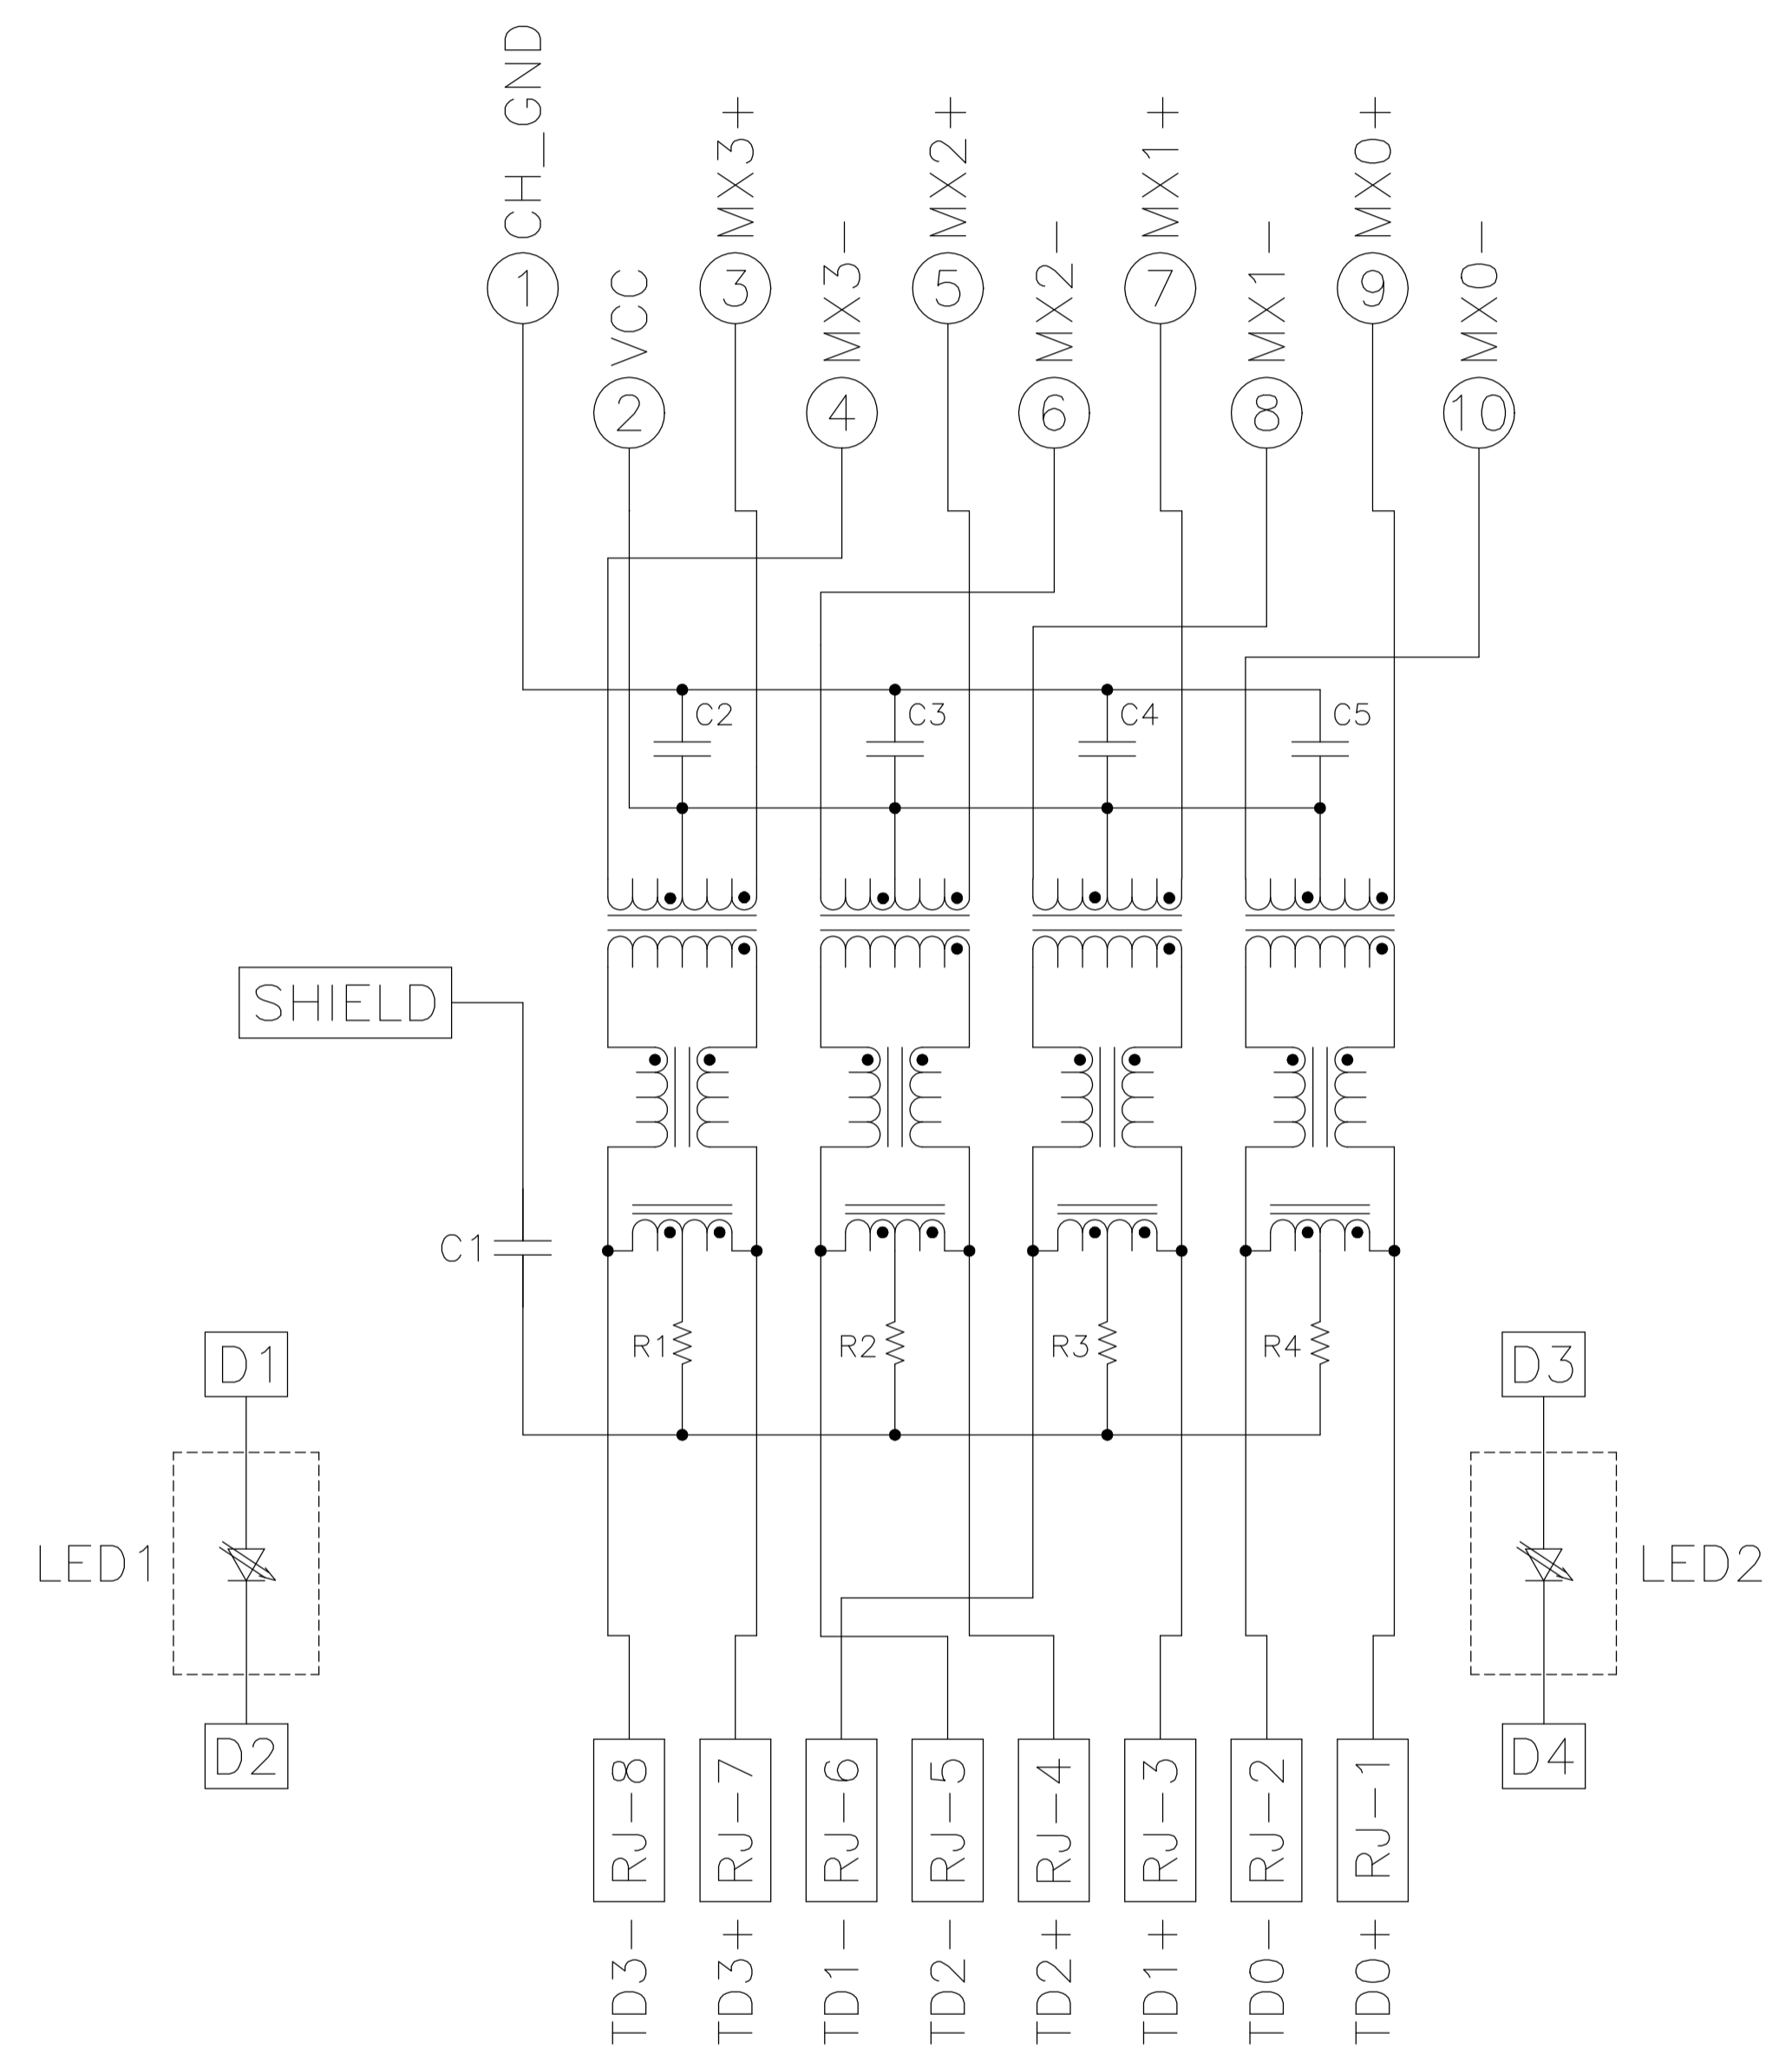 CH_GND
MX3+
MX2+
MX1+
MX0+
1
3
5
7
9
VCC
MX3-
MX2-
MX1-
MX0-
2
4
6
8
10
C2
C3
C4
C5
SHIELD
C1
R1
R2
R3
R4
D1
D3
LED1
LED2
D2
D4
RJ-8
RJ-7
RJ-6
RJ-5
RJ-4
RJ-3
RJ-2
RJ-1
TD3-
TD3+
TD1-
TD2-
TD2+
TD1+
TD0-
TD0+